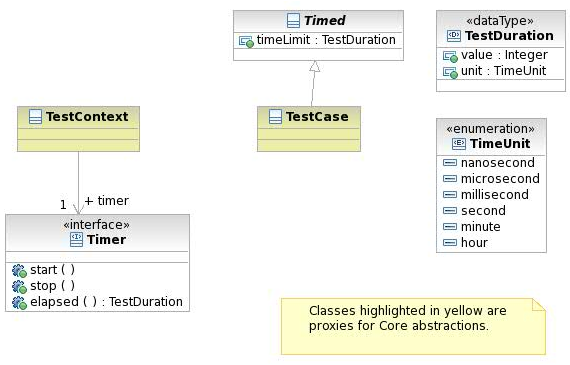 Timed
timeLimit : TestDuration
«dataType»
TestDuration
value : Integer
unit : TimeUnit
TestContext
TestCase
«enumeration»
TimeUnit
nanosecond
microsecond
millisecond
second
minute
hour
1
+ timer
«interface»
Timer
start ( )
stop ( )
elapsed ( ) : TestDuration
Classes highlighted in yellow are
proxies for Core abstractions.